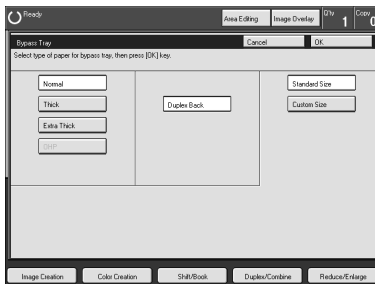 Ready
Area Editing
Image Overlay
Q'ty
1
Copy
0
Bypass Tray
Cancel
OK
Select type of paper for bypass tray, then press [OK] key.
Normal
Thick
Extra Thick
OHP
Duplex Back
Standard Size
Custom Size
Image Creation
Color Creation
Shift/Book
Duplex/Combine
Reduce/Enlarge